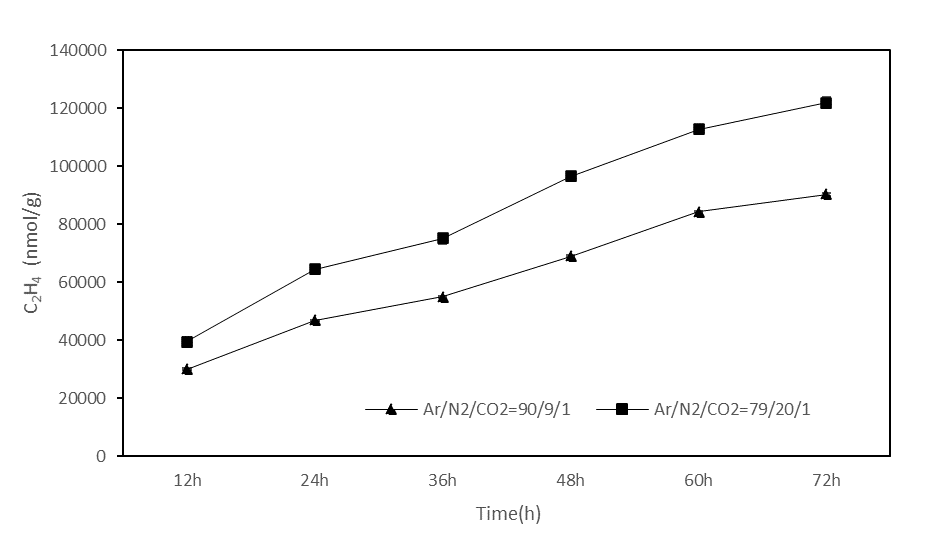 140000
120000
100000
80000
60000
40000
20000
0
C₂H₄ (nmol/g)
Ar/N2/CO2=90/9/1 Ar/N2/CO2=79/20/1
12h 24h 36h 48h 60h 72h
Time(h)